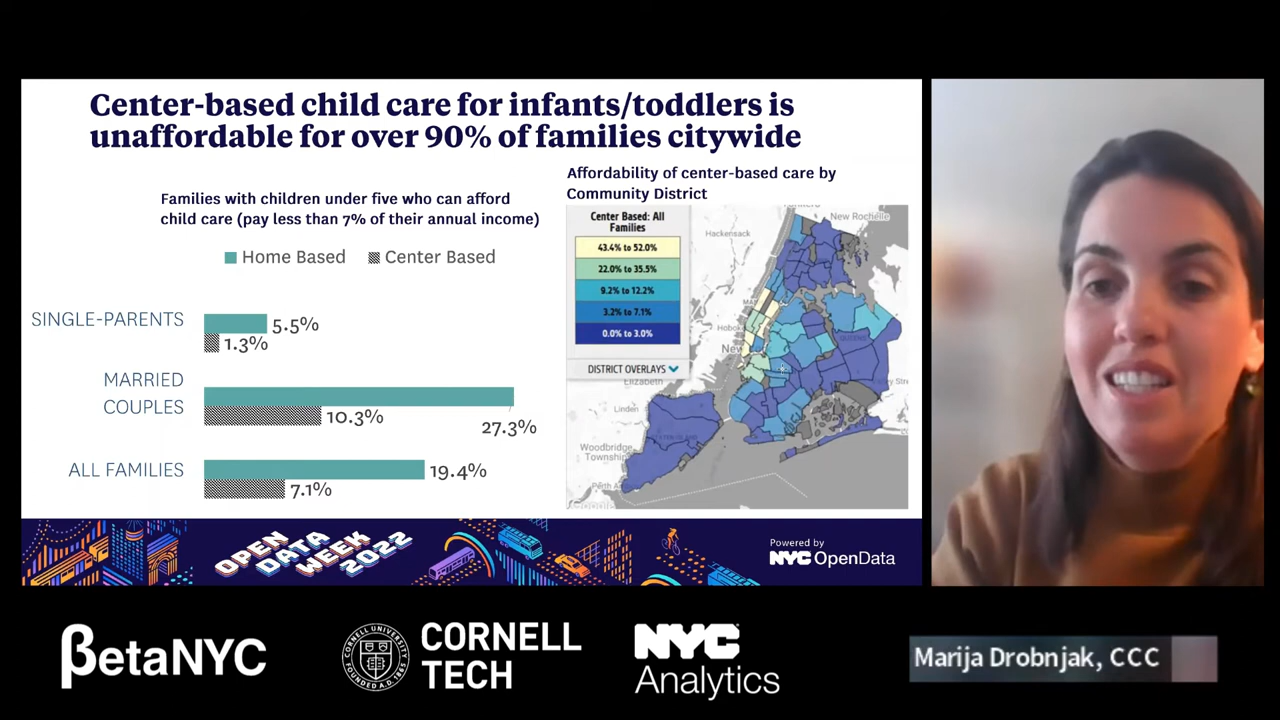 Center-based child care for infants/toddlers is
unaffordable for over 90% of families citywide
Families with children under five who can afford
child care (pay less than 7% of their annual income)
Home Based
Center Based
SINGLE-PARENTS
5.5%
1.3%
MARRIED
COUPLES
10.3%
27.3%
ALL FAMILIES
19.4%
7.1%
Affordability of center-based care by
Community District
Center Based: All
Families
43.4% to 52.0%
22.0% to 35.5%
9.2% to 12.2%
3.2% to 7.1%
0.0% to 3.0%
DISTRICT OVERLAYS
New Rochelle
Hackensack
Elizabeth
Linden
Woodbridge
Township
OPEN
DATA
WEEK
2022
Powered by
NYC OpenData
βetaNYC
CORNELL UNIVERSITY
FOUNDED A.D. 1865
CORNELL
TECH
NYC
Analytics
Marija Drobnjak, CCC